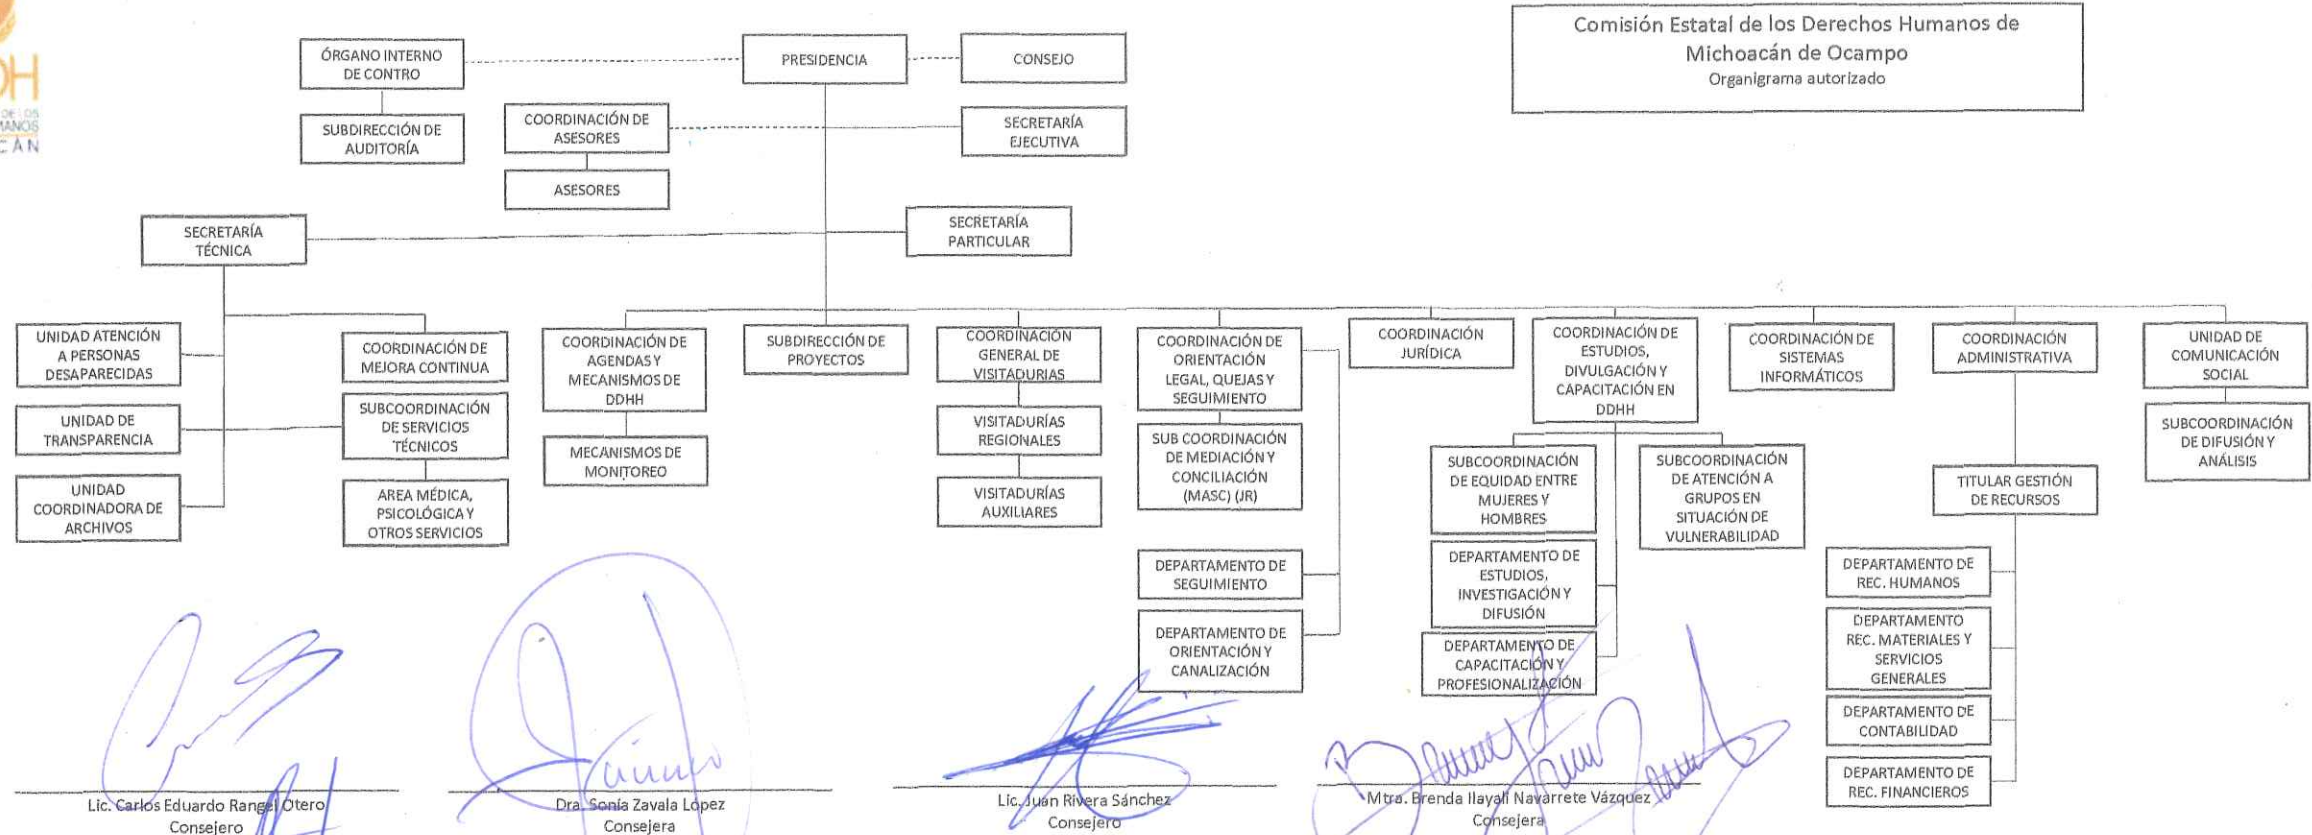 Comisión Estatal de los Derechos Humanos de
Michoacán de Ocampo
Organigrama autorizado
DH
DE LOS
MANOS
CÁN
ÓRGANO INTERNO
DE CONTRO
PRESIDENCIA
CONSEJO
SUBDIRECCIÓN DE
AUDITORÍA
COORDINACIÓN DE
ASESORES
SECRETARÍA
EJECUTIVA
ASESORES
SECRETARÍA
TÉCNICA
SECRETARÍA
PARTICULAR
UNIDAD ATENCIÓN
A PERSONAS
DESAPARECIDAS
UNIDAD DE
TRANSPARENCIA
UNIDAD
COORDINADORA DE
ARCHIVOS
COORDINACIÓN DE
MEJORA CONTINUA
SUBCOORDINACIÓN
DE SERVICIOS
TÉCNICOS
AREA MÉDICA,
PSICOLÓGICA Y
OTROS SERVICIOS
COORDINACIÓN DE
AGENDAS Y
MECANISMOS DE
DDHH
MECANISMOS DE
MONITOREO
SUBDIRECCIÓN DE
PROYECTOS
COORDINACIÓN
GENERAL DE
VISITADURIAS
VISITADURÍAS
REGIONALES
VISITADURÍAS
AUXILIARES
COORDINACIÓN DE
ORIENTACIÓN
LEGAL, QUEJAS Y
SEGUIMIENTO
SUB COORDINACIÓN
DE MEDIACIÓN Y
CONCILIACIÓN
(MASC) (JR)
DEPARTAMENTO DE
SEGUIMIENTO
DEPARTAMENTO DE
ORIENTACIÓN Y
CANALIZACIÓN
COORDINACIÓN
JURÍDICA
COORDINACIÓN DE
ESTUDIOS,
DIVULGACIÓN Y
CAPACITACIÓN EN
DDHH
SUBCOORDINACIÓN
DE EQUIDAD ENTRE
MUJERES Y
HOMBRES
DEPARTAMENTO DE
ESTUDIOS,
INVESTIGACIÓN Y
DIFUSIÓN
DEPARTAMENTO DE
CAPACITACIÓN Y
PROFESIONALIZACIÓN
SUBCOORDINACIÓN
DE ATENCIÓN A
GRUPOS EN
SITUACIÓN DE
VULNERABILIDAD
COORDINACIÓN DE
SISTEMAS
INFORMÁTICOS
COORDINACIÓN
ADMINISTRATIVA
TITULAR GESTIÓN
DE RECURSOS
DEPARTAMENTO DE
REC. HUMANOS
DEPARTAMENTO
REC. MATERIALES Y
SERVICIOS
GENERALES
DEPARTAMENTO DE
CONTABILIDAD
DEPARTAMENTO DE
REC. FINANCIEROS
UNIDAD DE
COMUNICACIÓN
SOCIAL
SUBCOORDINACIÓN
DE DIFUSIÓN Y
ANÁLISIS
Lic. Carlos Eduardo Rangel Otero
Consejero
Dra. Sonia Zavala López
Consejera
Lic. Juan Rivera Sánchez
Consejero
Mtra. Brenda Ilayali Navarrete Vázquez
Consejera